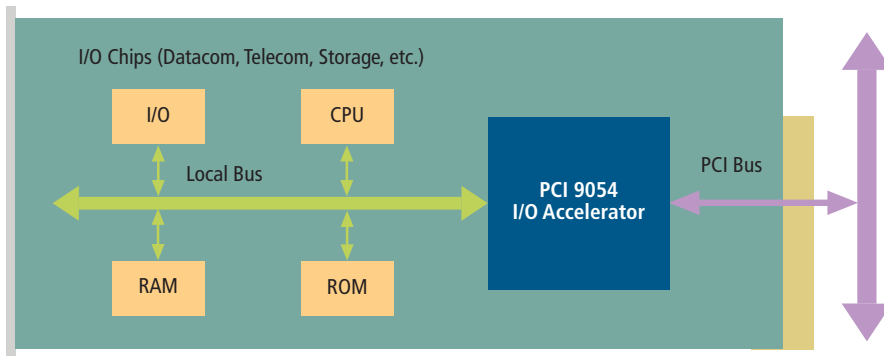 I/O Chips (Datacom, Telecom, Storage, etc.)
I/O
CPU
Local Bus
PCI 9054
I/O Accelerator
PCI Bus
RAM
ROM